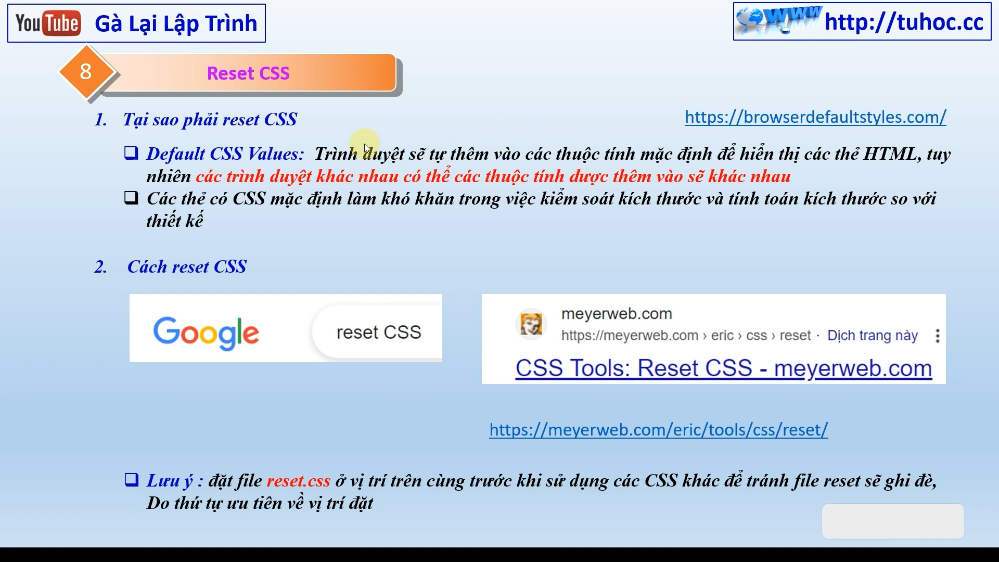 YouTube Gà Lại Lập Trình
WWW http://tuhoc.cc
8 Reset CSS
1. Tại sao phải reset CSS
https://browserdefaultstyles.com/
Default CSS Values: Trình duyệt sẽ tự thêm vào các thuộc tính mặc định để hiển thị các thẻ HTML, tuy
nhiên các trình duyệt khác nhau có thể các thuộc tính được thêm vào sẽ khác nhau
Các thẻ có CSS mặc định làm khó khăn trong việc kiểm soát kích thước và tính toán kích thước so với
thiết kế
2. Cách reset CSS
Google reset CSS
meyerweb.com
https://meyerweb.com › eric › css › reset · Dịch trang này
CSS Tools: Reset CSS - meyerweb.com
https://meyerweb.com/eric/tools/css/reset/
Lưu ý : đặt file reset.css ở vị trí trên cùng trước khi sử dụng các CSS khác để tránh file reset sẽ ghi đè,
Do thứ tự ưu tiên về vị trí đặt